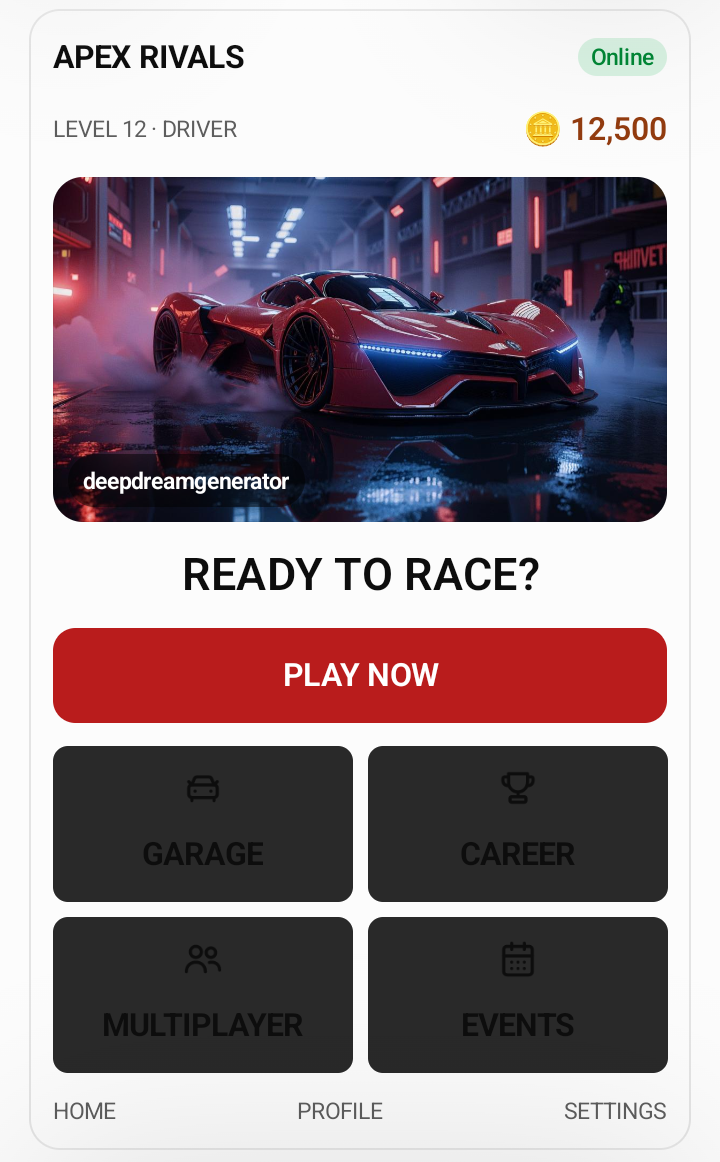 APEX RIVALS
Online
LEVEL 12 · DRIVER
12,500
deepdreamgenerator
READY TO RACE?
PLAY NOW
GARAGE
CAREER
MULTIPLAYER
EVENTS
HOME
PROFILE
SETTINGS